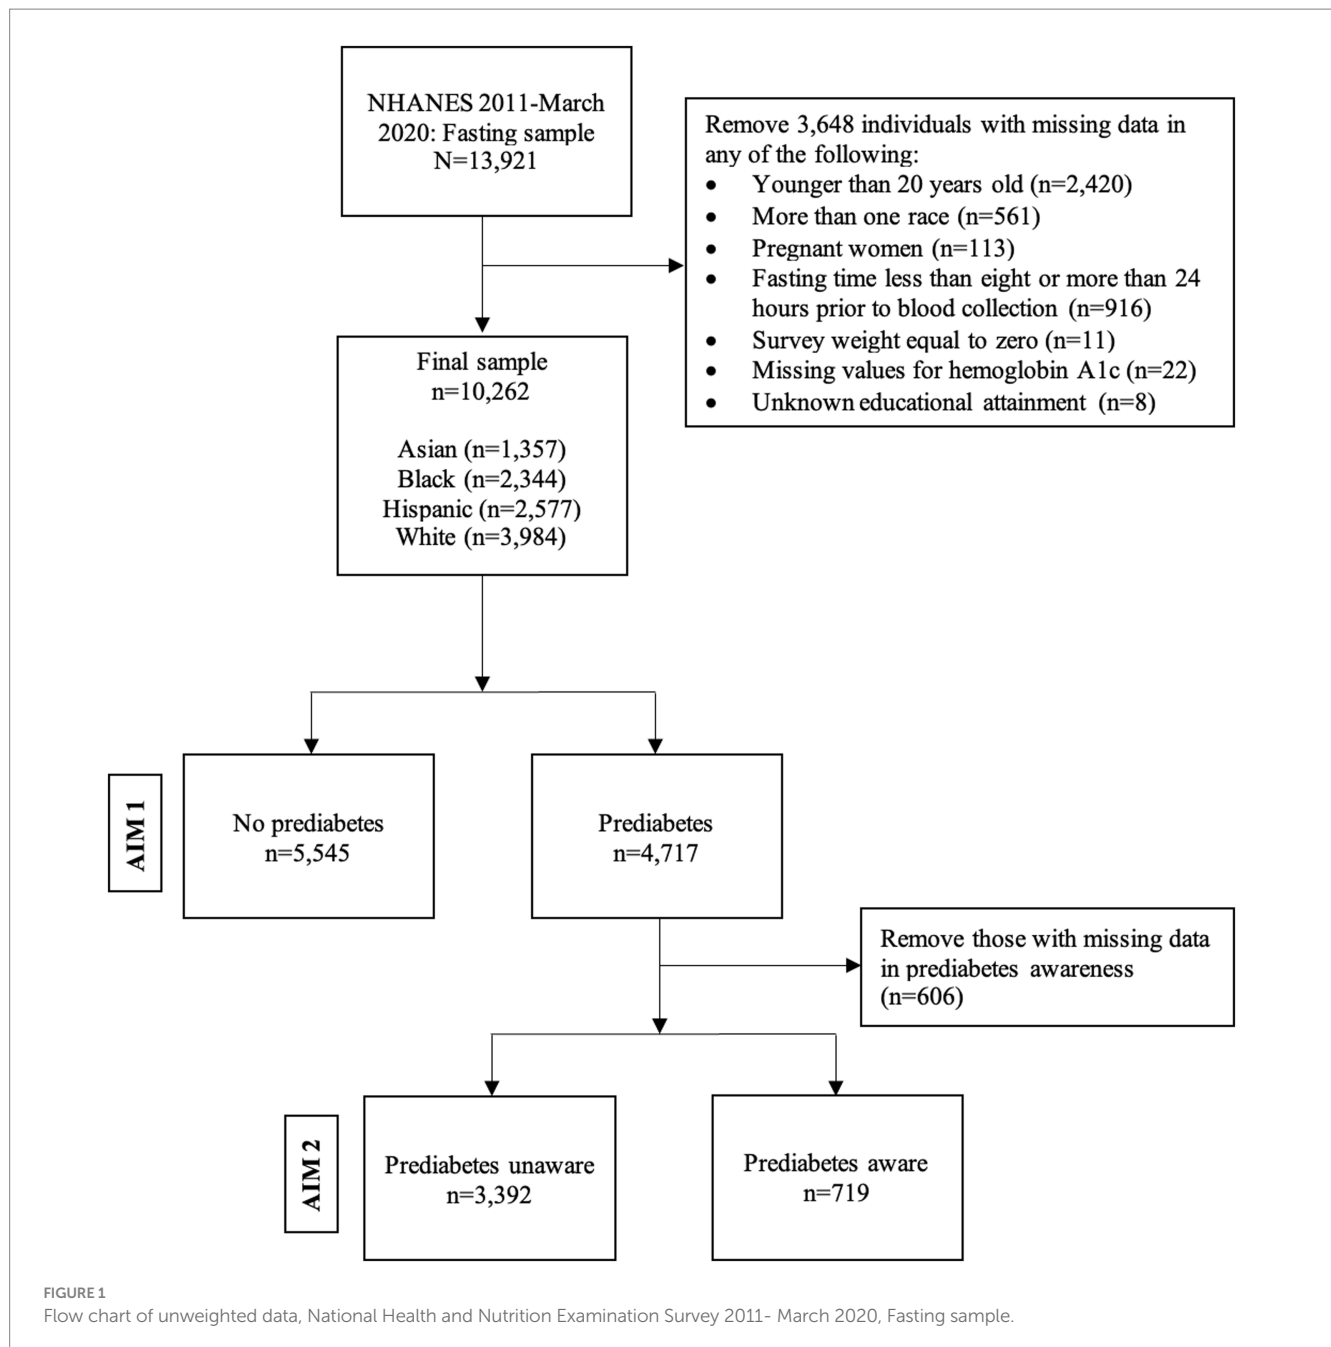 NHANES 2011-March
2020: Fasting sample
N=13,921
Remove 3,648 individuals with missing data in
any of the following:
• Younger than 20 years old (n=2,420)
• More than one race (n=561)
• Pregnant women (n=113)
• Fasting time less than eight or more than 24
hours prior to blood collection (n=916)
• Survey weight equal to zero (n=11)
• Missing values for hemoglobin A1c (n=22)
• Unknown educational attainment (n=8)
Final sample
n=10,262
Asian (n=1,357)
Black (n=2,344)
Hispanic (n=2,577)
White (n=3,984)
AIM 1
No prediabetes
n=5,545
Prediabetes
n=4,717
Remove those with missing data
in prediabetes awareness
(n=606)
AIM 2
Prediabetes unaware
n=3,392
Prediabetes aware
n=719
FIGURE 1
Flow chart of unweighted data, National Health and Nutrition Examination Survey 2011- March 2020, Fasting sample.